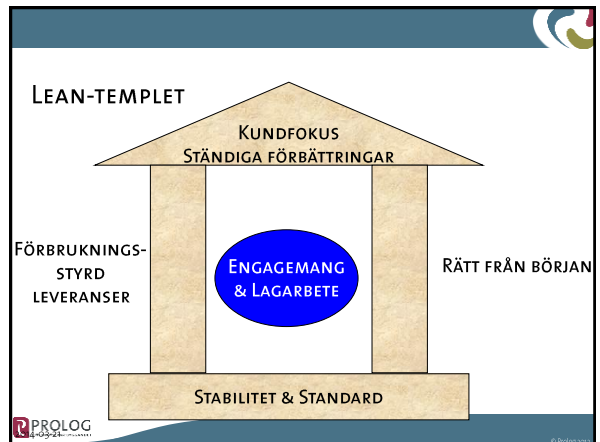 LEAN-TEMPLET
KUNDFOKUS
STÄNDIGA FÖRBÄTTRINGAR
FÖRBRUKNINGS-
STYRD
LEVERANSER
ENGAGEMANG
& LAGARBETE
RÄTT FRÅN BÖRJAN
STABILITET & STANDARD
PROLOG